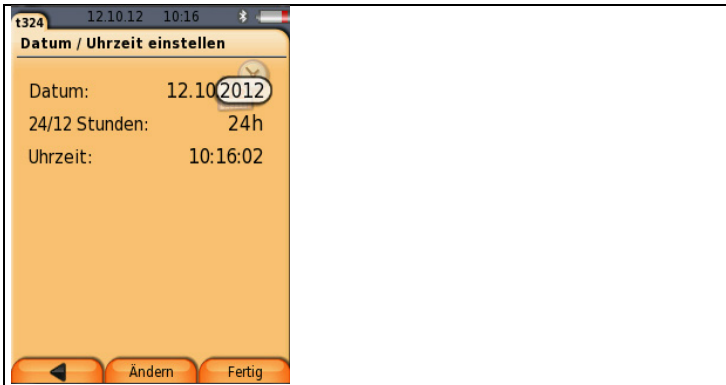 t324 12.10.12 10:16
Datum / Uhrzeit einstellen
Datum: 12.10.2012
24/12 Stunden: 24h
Uhrzeit: 10:16:02
Ändern Fertig